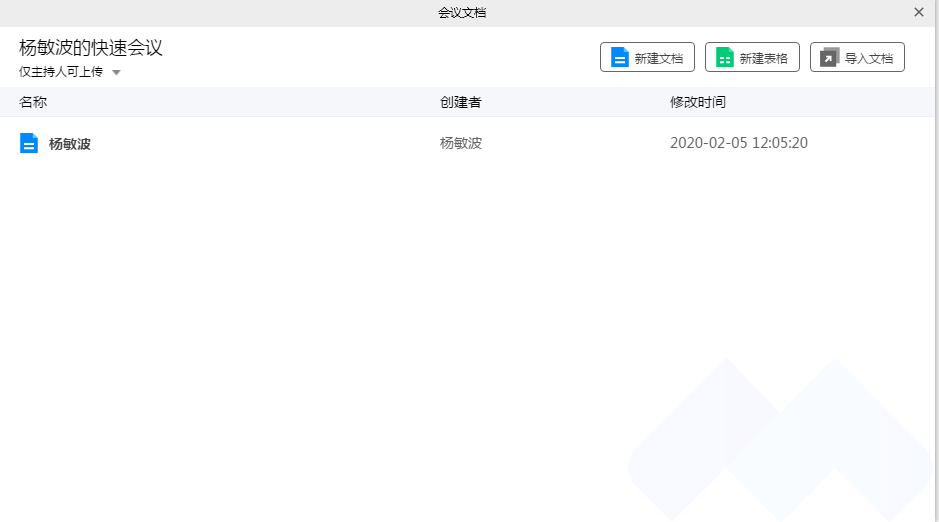 会议文档
杨敏波的快速会议
仅主持人可上传
新建文档 新建表格 导入文档
名称 创建者 修改时间
杨敏波 杨敏波 2020-02-05 12:05:20